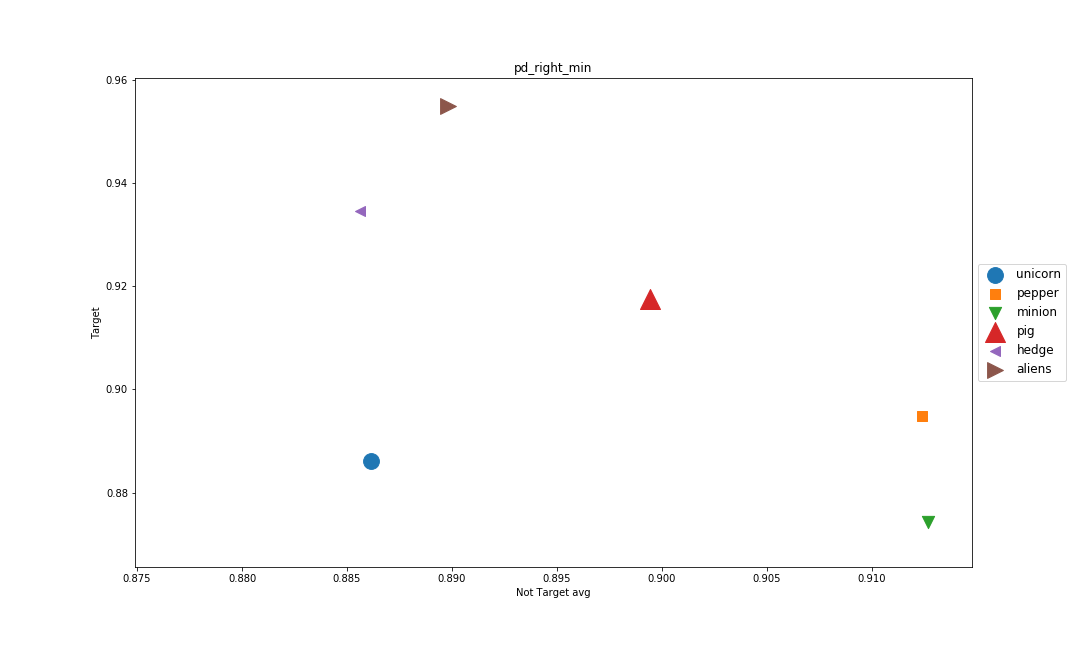 pd_right_min
0.96
0.94
0.92
0.90
0.88
Target
0.875 0.880 0.885 0.890 0.895 0.900 0.905 0.910
Not Target avg
unicorn
pepper
minion
pig
hedge
aliens